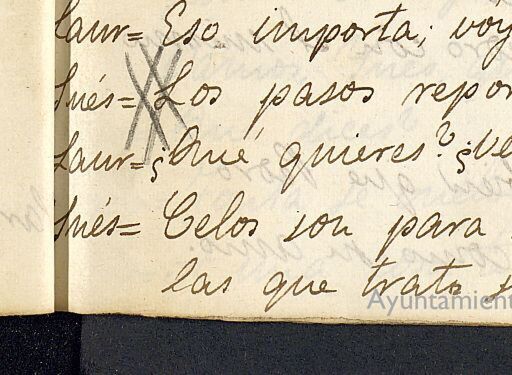 Laur= Eso importa; voy
Inés= Los pasos repor
Laur= ¿Qué quieres? ¿Ve
Inés= Celos son para
las que trato s
Ayuntamient